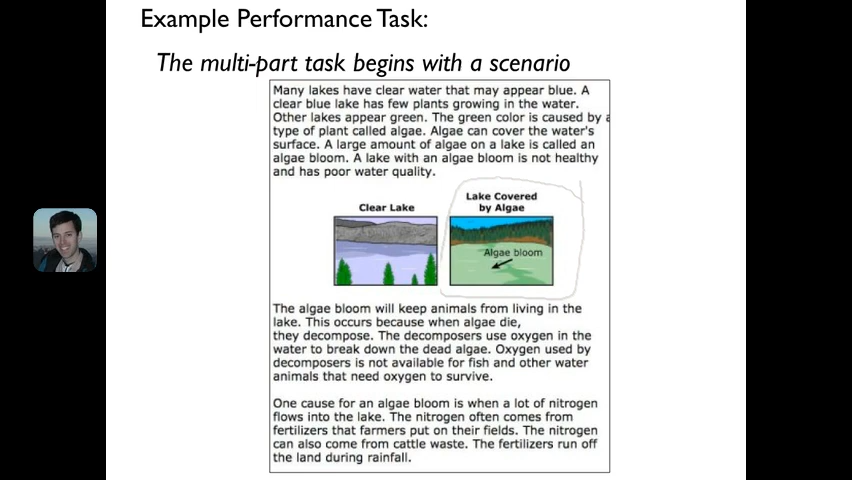 Example Performance Task:
The multi-part task begins with a scenario
Many lakes have clear water that may appear blue. A
clear blue lake has few plants growing in the water.
Other lakes appear green. The green color is caused by a
type of plant called algae. Algae can cover the water's
surface. A large amount of algae on a lake is called an
algae bloom. A lake with an algae bloom is not healthy
and has poor water quality.
Clear Lake
Lake Covered
by Algae
Algae bloom
The algae bloom will keep animals from living in the
lake. This occurs because when algae die,
they decompose. The decomposers use oxygen in the
water to break down the dead algae. Oxygen used by
decomposers is not available for fish and other water
animals that need oxygen to survive.
One cause for an algae bloom is when a lot of nitrogen
flows into the lake. The nitrogen often comes from
fertilizers that farmers put on their fields. The nitrogen
can also come from cattle waste. The fertilizers run off
the land during rainfall.